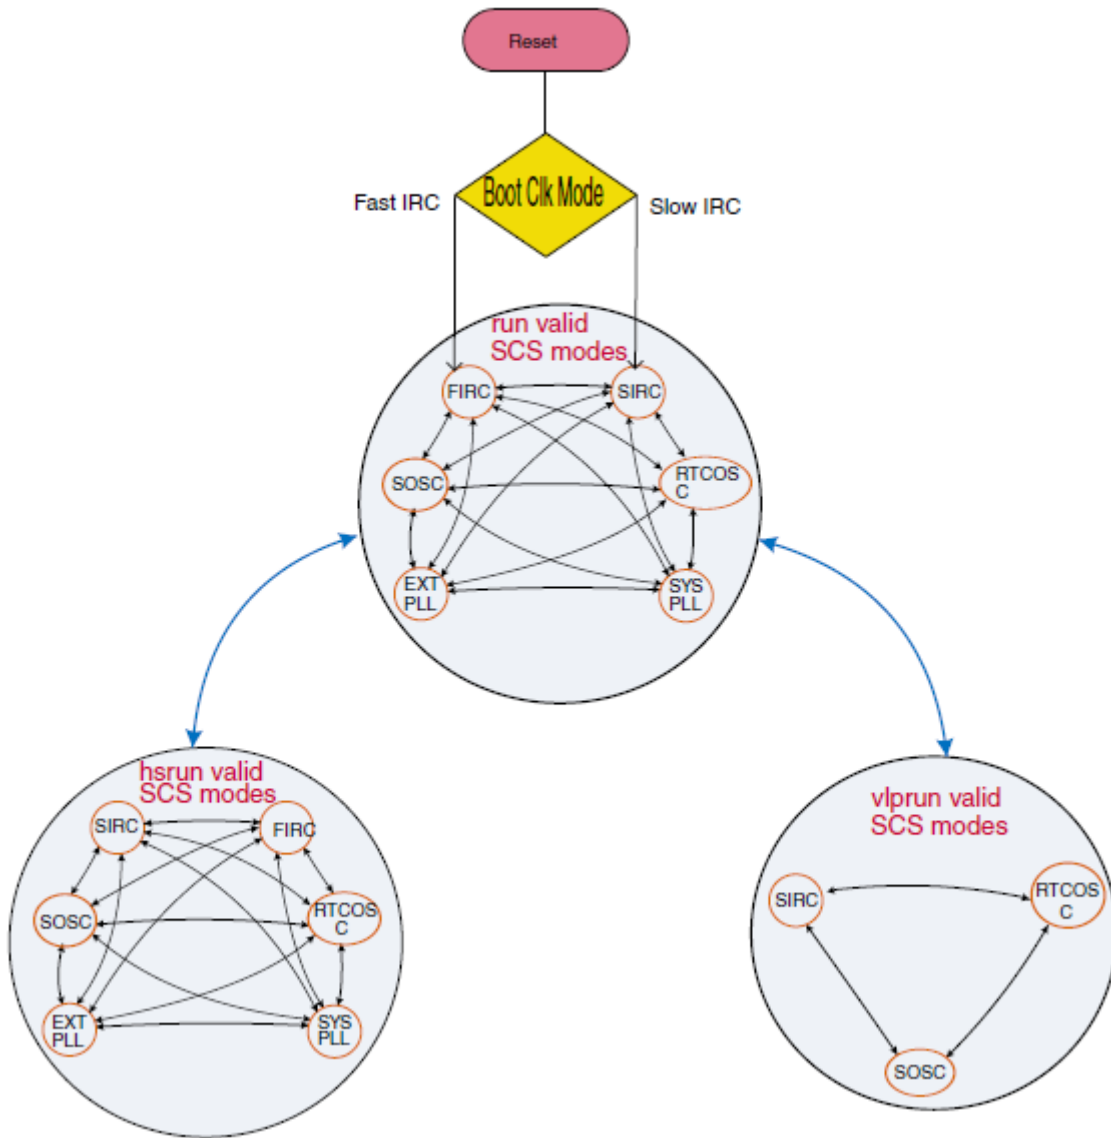 Reset
Boot Clk Mode
Fast IRC
Slow IRC
run valid
SCS modes
FIRC
SIRC
SOSC
RTCOS
C
EXT
PLL
SYS
PLL
hsrun valid
SCS modes
SIRC
FIRC
SOSC
RTCOS
C
EXT
PLL
SYS
PLL
vlprun valid
SCS modes
SIRC
RTCOS
C
SOSC